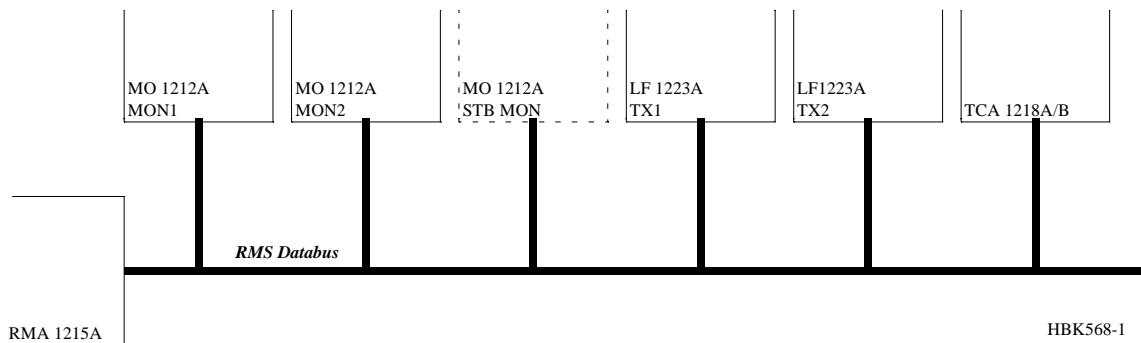 MO 1212A
MON1
MO 1212A
MON2
MO 1212A
STB MON
LF 1223A
TX1
LF1223A
TX2
TCA 1218A/B
RMS Databus
RMA 1215A
HBK568-1